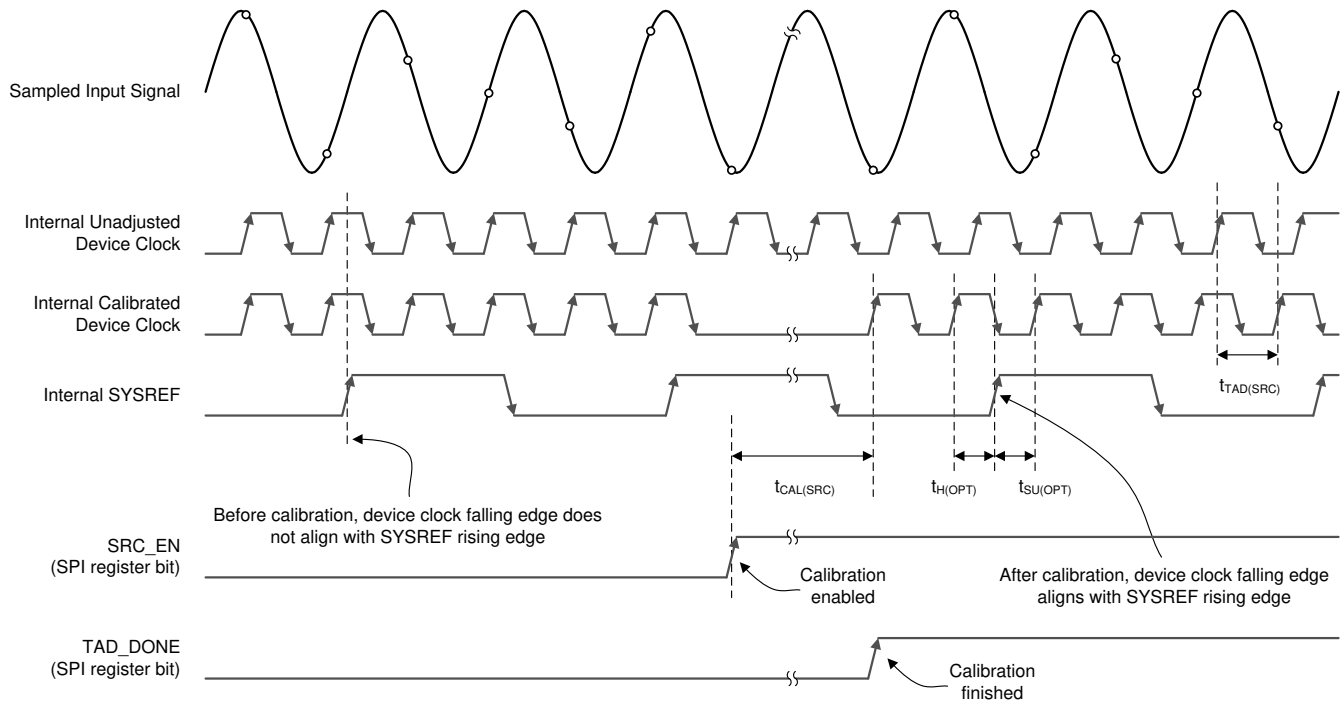 Sampled Input Signal
Internal Unadjusted
Device Clock
Internal Calibrated
Device Clock
tTAD(SRC)
Internal SYSREF
tCAL(SRC)
tH(OPT)
tSU(OPT)
Before calibration, device clock falling edge does
not align with SYSREF rising edge
SRC_EN
(SPI register bit)
Calibration
enabled
After calibration, device clock falling edge
aligns with SYSREF rising edge
TAD_DONE
(SPI register bit)
Calibration
finished